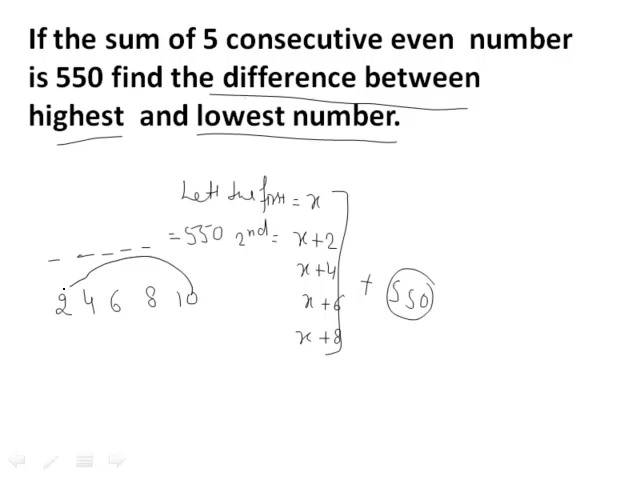 If the sum of 5 consecutive even number
is 550 find the difference between
highest and lowest number.
Let the first = x
_ _ _ _ _ = 550 2nd = x+2
x+4
2 4 6 8 10 x+6 + 550
x+8